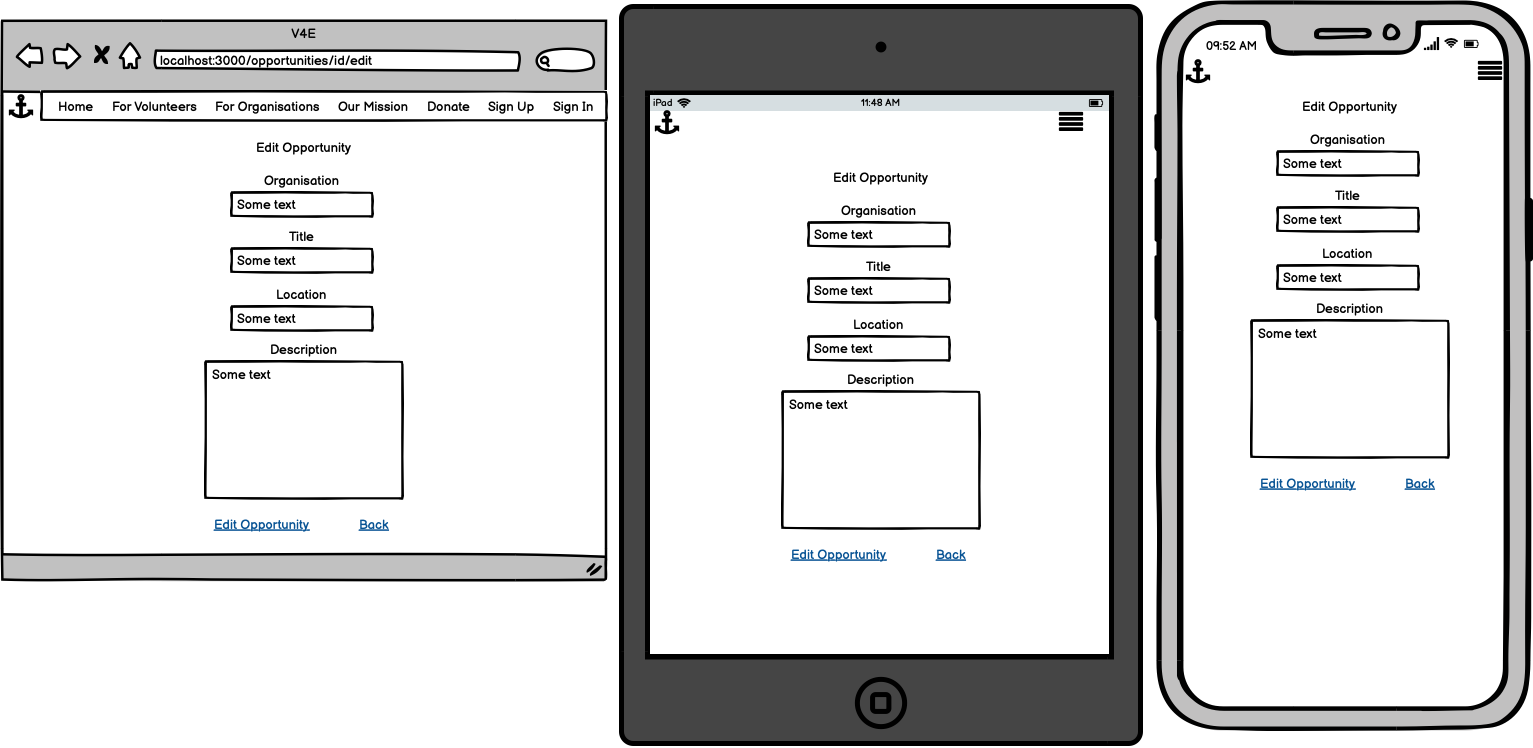 V4E
localhost:3000/opportunities/id/edit
Home For Volunteers For Organisations Our Mission Donate Sign Up Sign In
Edit Opportunity
Organisation
Some text
Title
Some text
Location
Some text
Description
Some text
Edit Opportunity Back
iPad 11:48 AM
Edit Opportunity
Organisation
Some text
Title
Some text
Location
Some text
Description
Some text
Edit Opportunity Back
09:52 AM
Edit Opportunity
Organisation
Some text
Title
Some text
Location
Some text
Description
Some text
Edit Opportunity Back